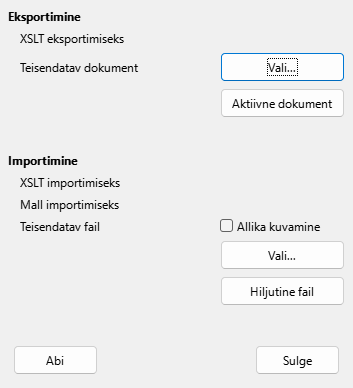 Eksportimine
XSLT eksportimiseks
Teisendatav dokument
Vali...
Aktiivne dokument
Importimine
XSLT importimiseks
Mall importimiseks
Teisendatav fail
Allika kuvamine
Vali...
Hiljutine fail
Abi
Sulge